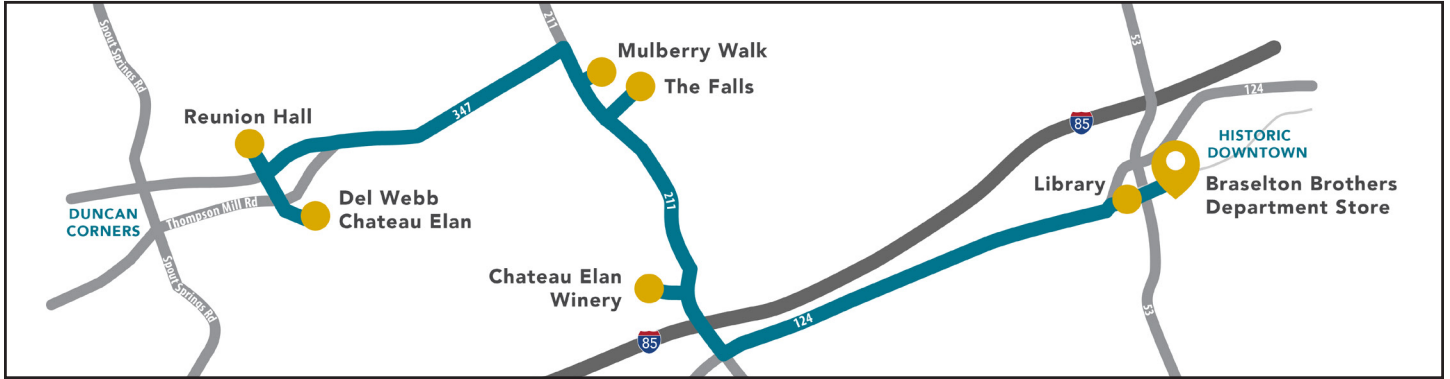 Spout Springs Rd
211
Mulberry Walk
The Falls
53
124
85
347
Reunion Hall
HISTORIC
DOWNTOWN
Library
Braselton Brothers
Department Store
Del Webb
Chateau Elan
DUNCAN
CORNERS
Thompson Mill Rd
211
Chateau Elan
Winery
Spout Springs Rd
124
53
85